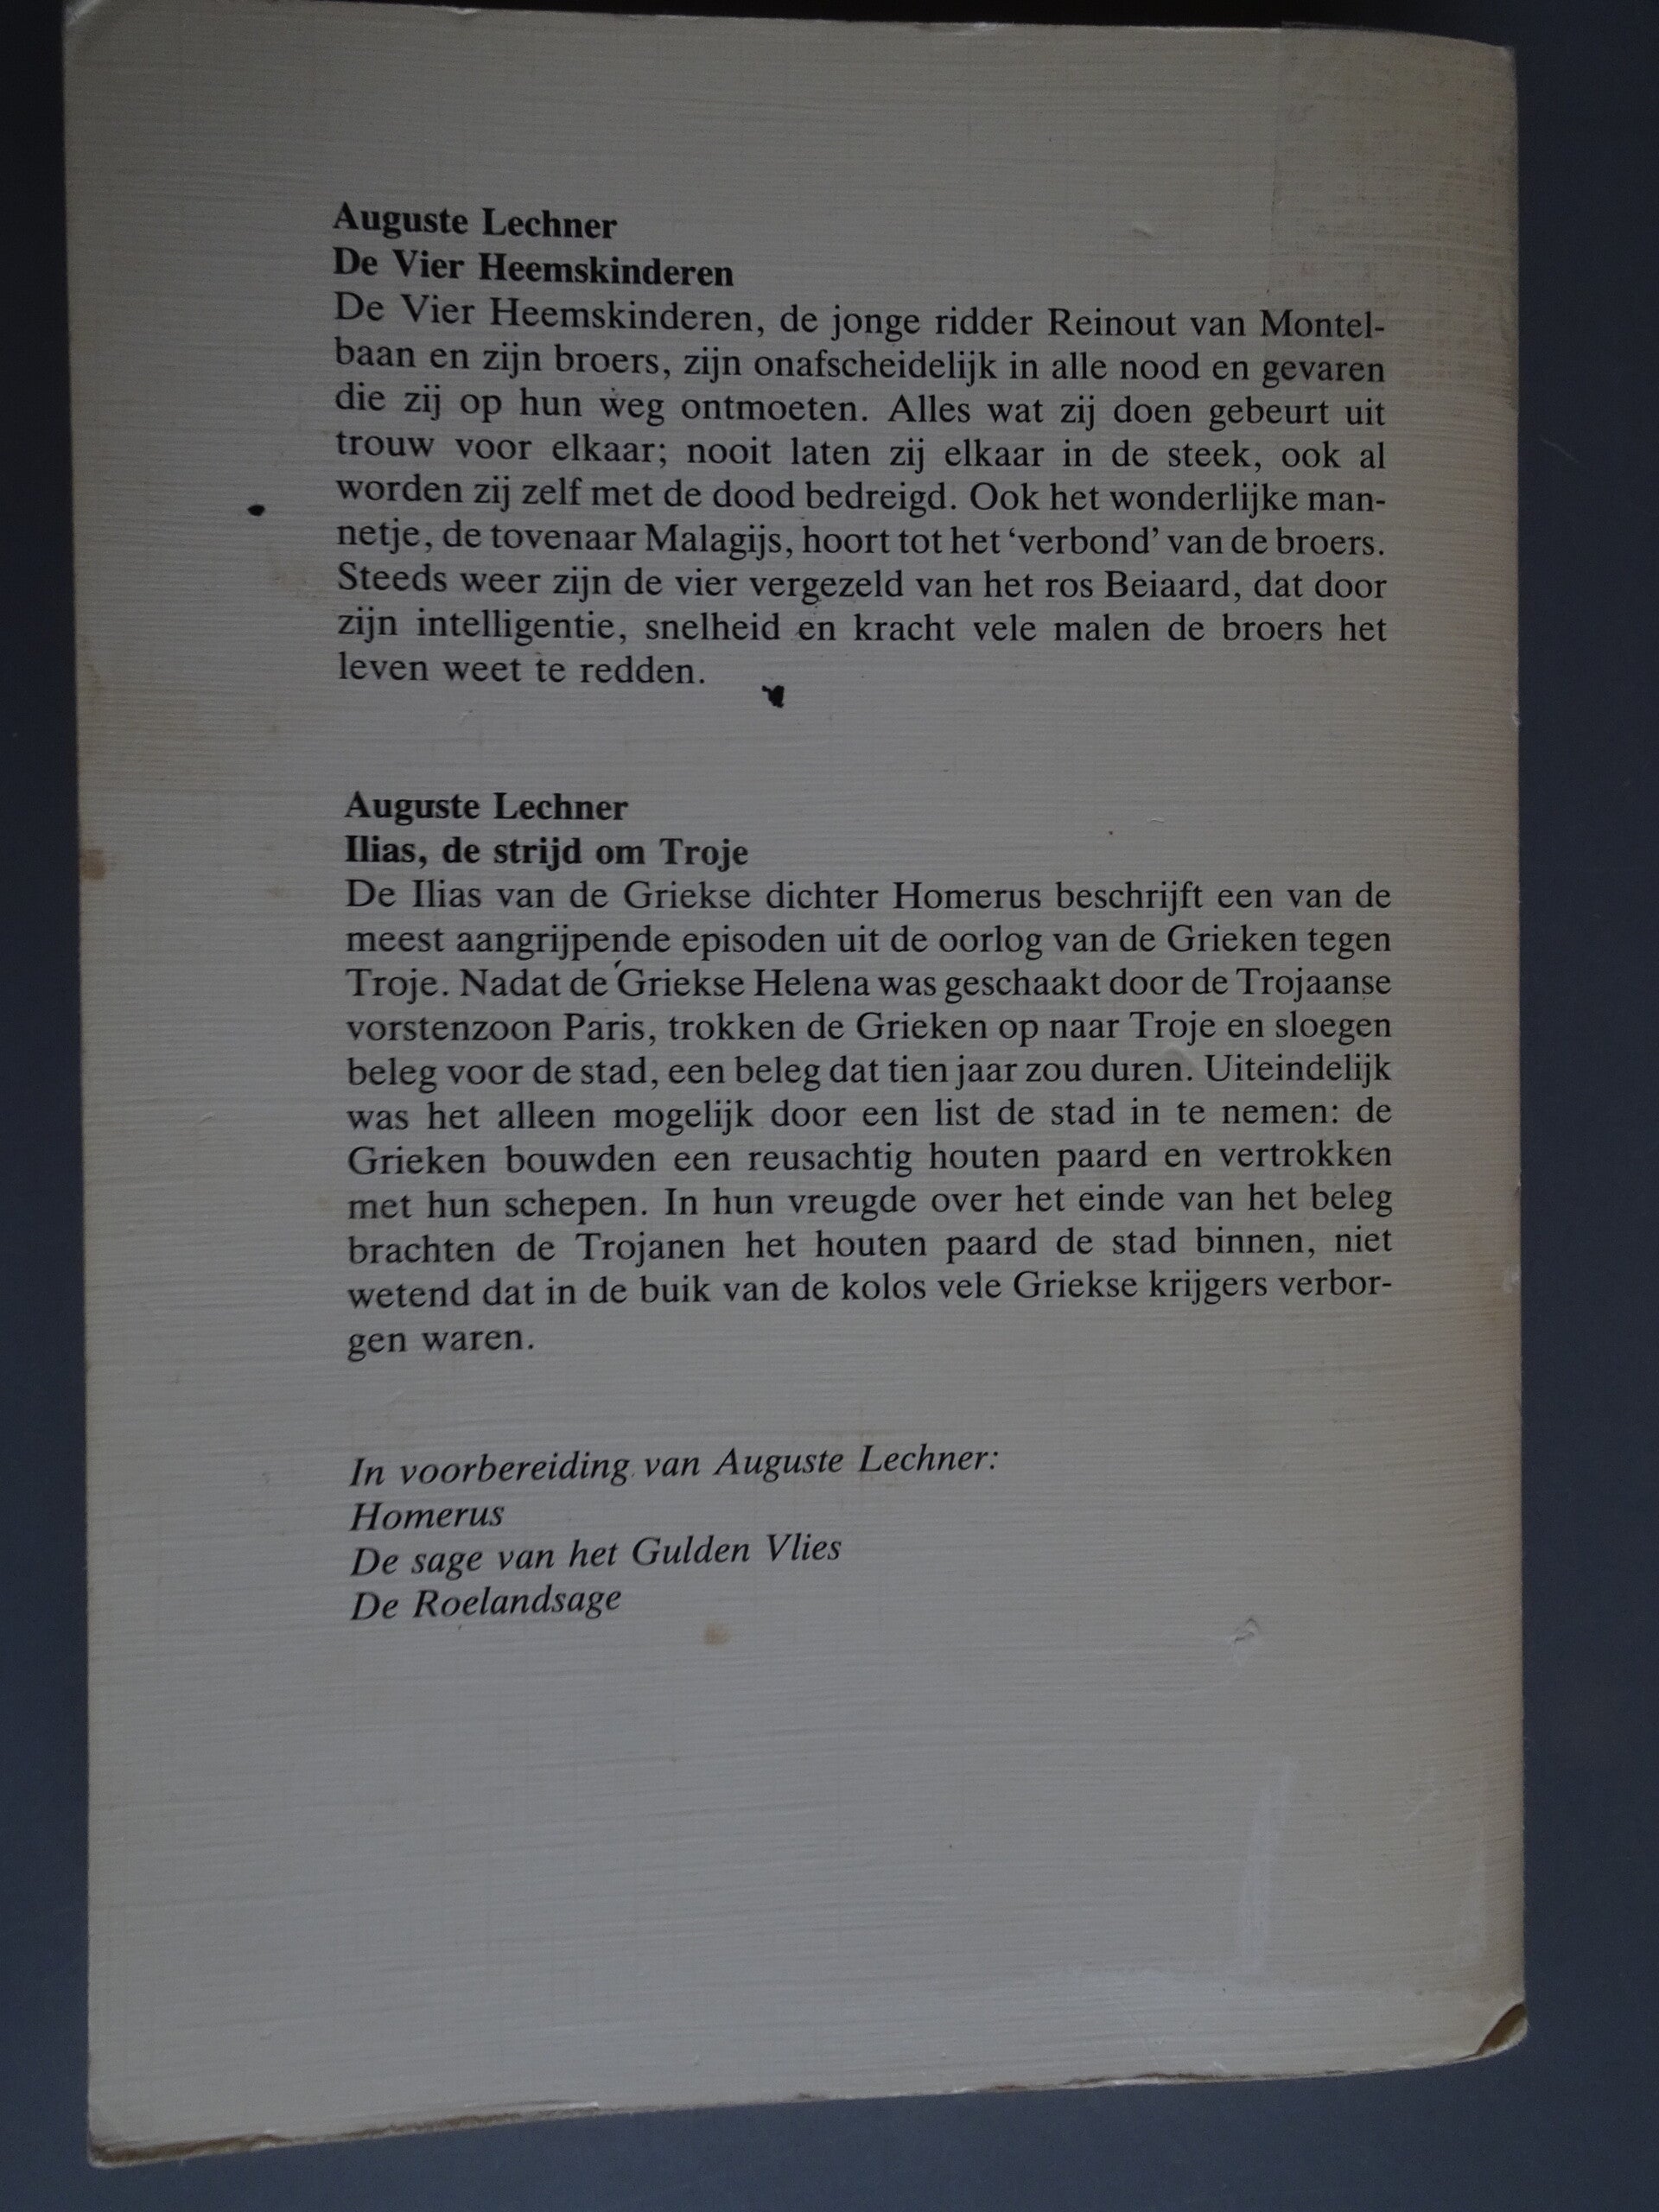 Auguste Lechner
De Vier Heemskinderen
De Vier Heemskinderen, de jonge ridder Reinout van Montel-
baan en zijn broers, zijn onafscheidelijk in alle nood en gevaren
die zij op hun weg ontmoeten. Alles wat zij doen gebeurt uit
trouw voor elkaar; nooit laten zij elkaar in de steek, ook al
worden zij zelf met de dood bedreigd. Ook het wonderlijke man-
netje, de tovenaar Malagijs, hoort tot het ‘verbond’ van de broers.
Steeds weer zijn de vier vergezeld van het ros Beiaard, dat door
zijn intelligentie, snelheid en kracht vele malen de broers het
leven weet te redden.
Auguste Lechner
Ilias, de strijd om Troje
De Ilias van de Griekse dichter Homerus beschrijft een van de
meest aangrijpende episoden uit de oorlog van de Grieken tegen
Troje. Nadat de Griekse Helena was geschaakt door de Trojaanse
vorstenzoon Paris, trokken de Grieken op naar Troje en sloegen
beleg voor de stad, een beleg dat tien jaar zou duren. Uiteindelijk
was het alleen mogelijk door een list de stad in te nemen: de
Grieken bouwden een reusachtig houten paard en vertrokken
met hun schepen. In hun vreugde over het einde van het beleg
brachten de Trojanen het houten paard de stad binnen, niet
wetend dat in de buik van de kolos vele Griekse krijgers verbor-
gen waren.
In voorbereiding van Auguste Lechner:
Homerus
De sage van het Gulden Vlies
De Roelandsage